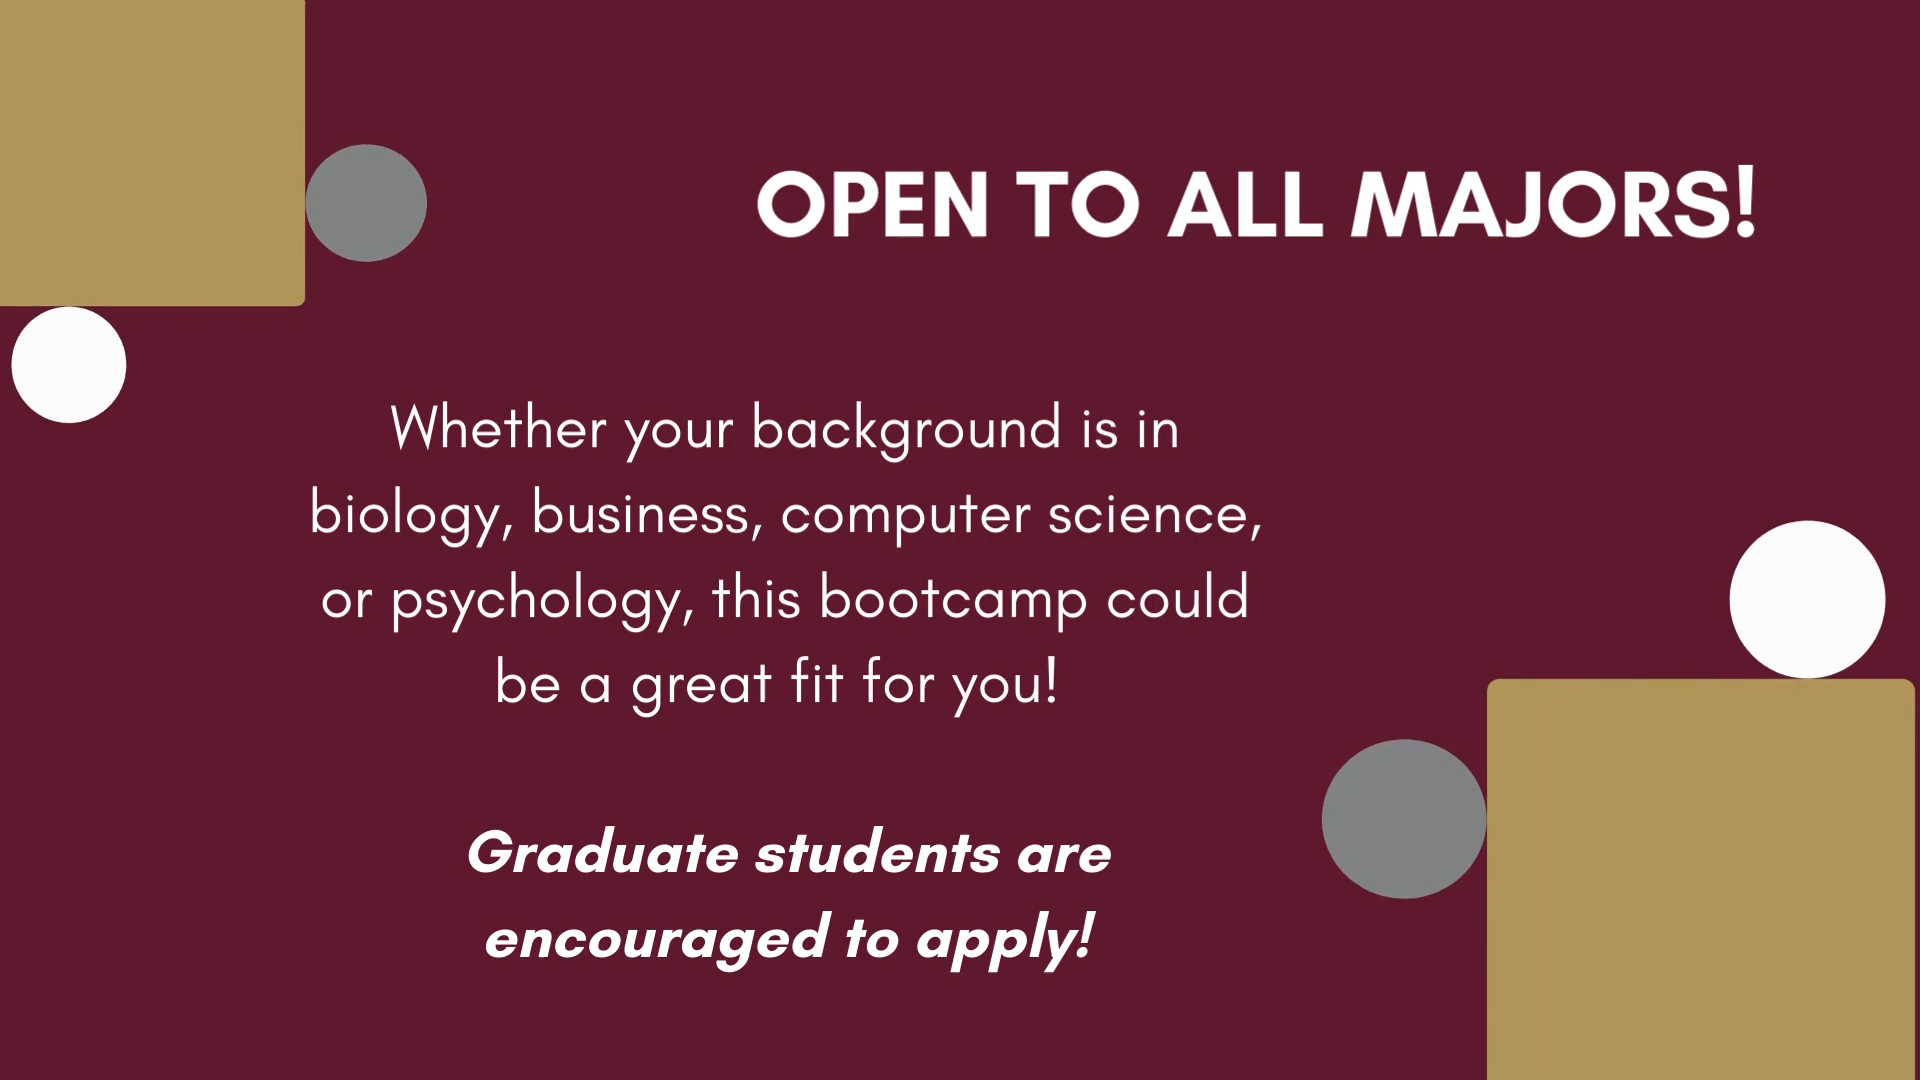 OPEN TO ALL MAJORS!
Whether your background is in
biology, business, computer science,
or psychology, this bootcamp could
be a great fit for you!
Graduate students are
encouraged to apply!